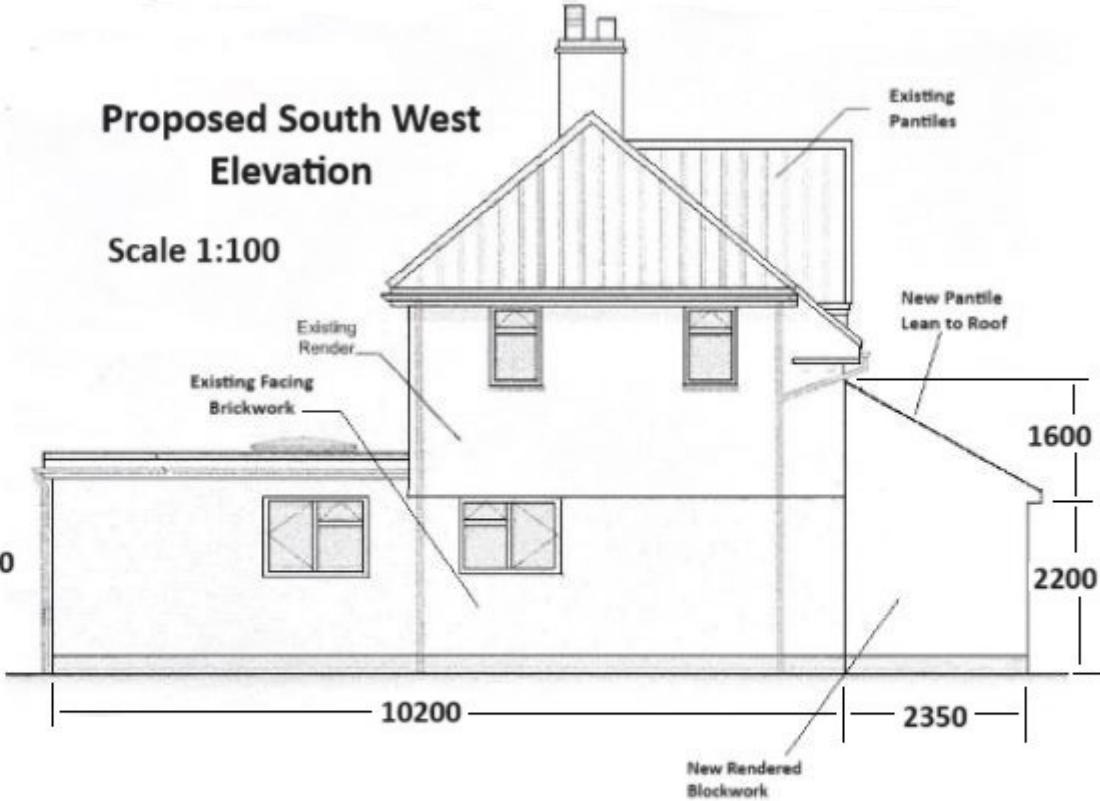 Proposed South West
Elevation
Scale 1:100
Existing
Pantiles
New Pantile
Lean to Roof
Existing
Render
Existing Facing
Brickwork
1600
0
2200
10200
2350
New Rendered
Blockwork